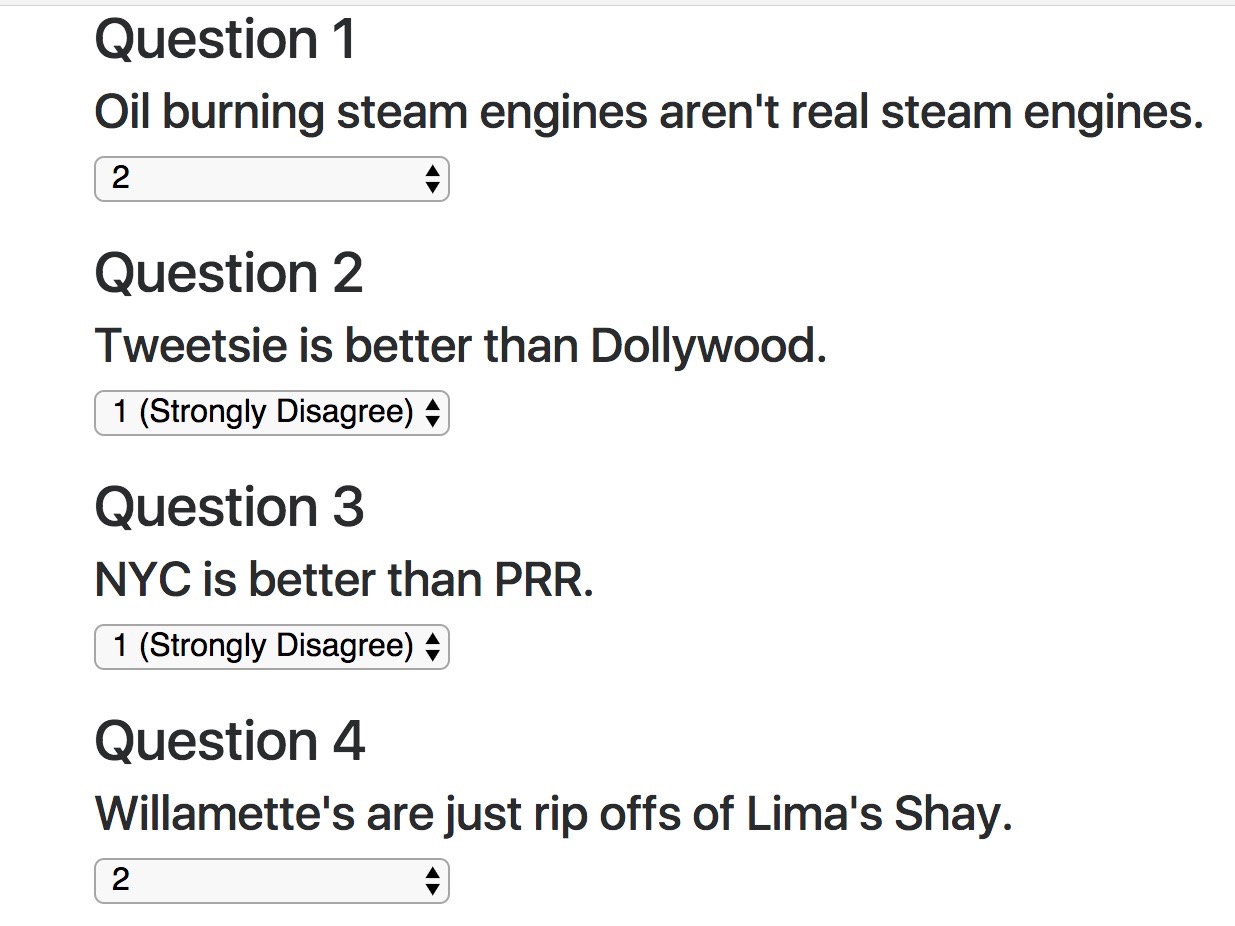 Question 1
Oil burning steam engines aren't real steam engines.
2
Question 2
Tweetsie is better than Dollywood.
1 (Strongly Disagree)
Question 3
NYC is better than PRR.
1 (Strongly Disagree)
Question 4
Willamette's are just rip offs of Lima's Shay.
2